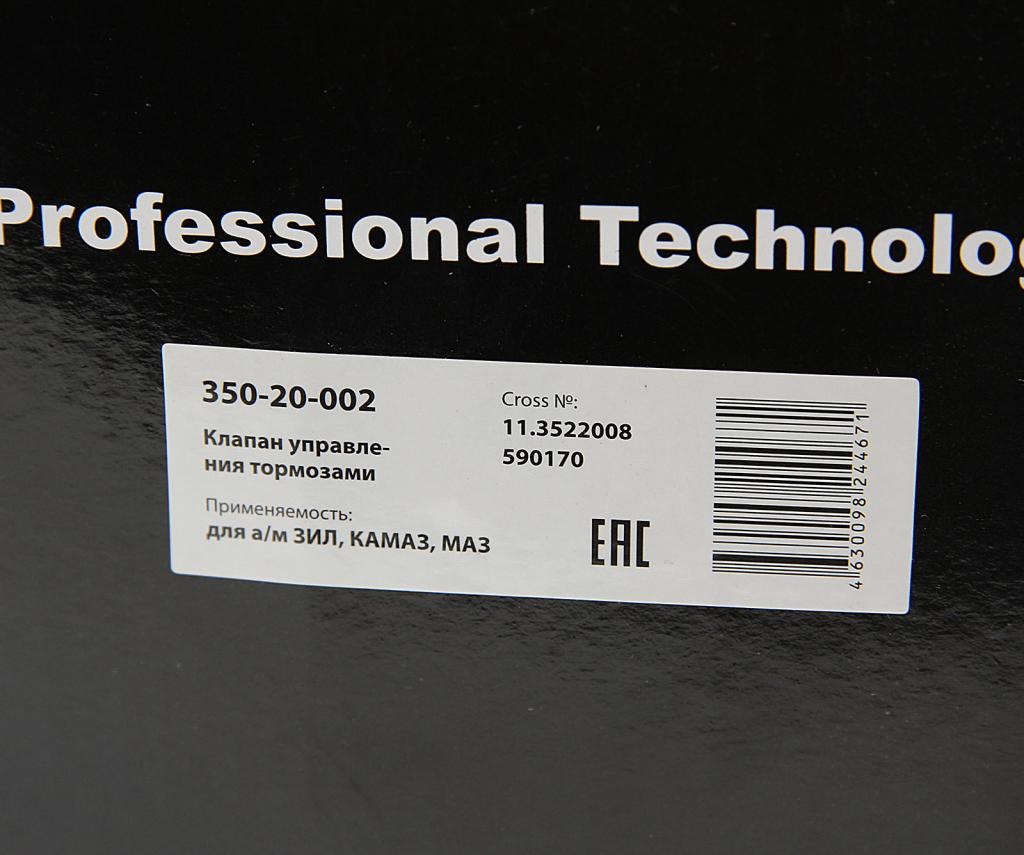 Professional Technolog
350-20-002
Клапан управле-
ния тормозами
Применяемость:
для а/м ЗИЛ, КАМАЗ, МАЗ
Cross №:
11.3522008
590170
EAC
4630098244671